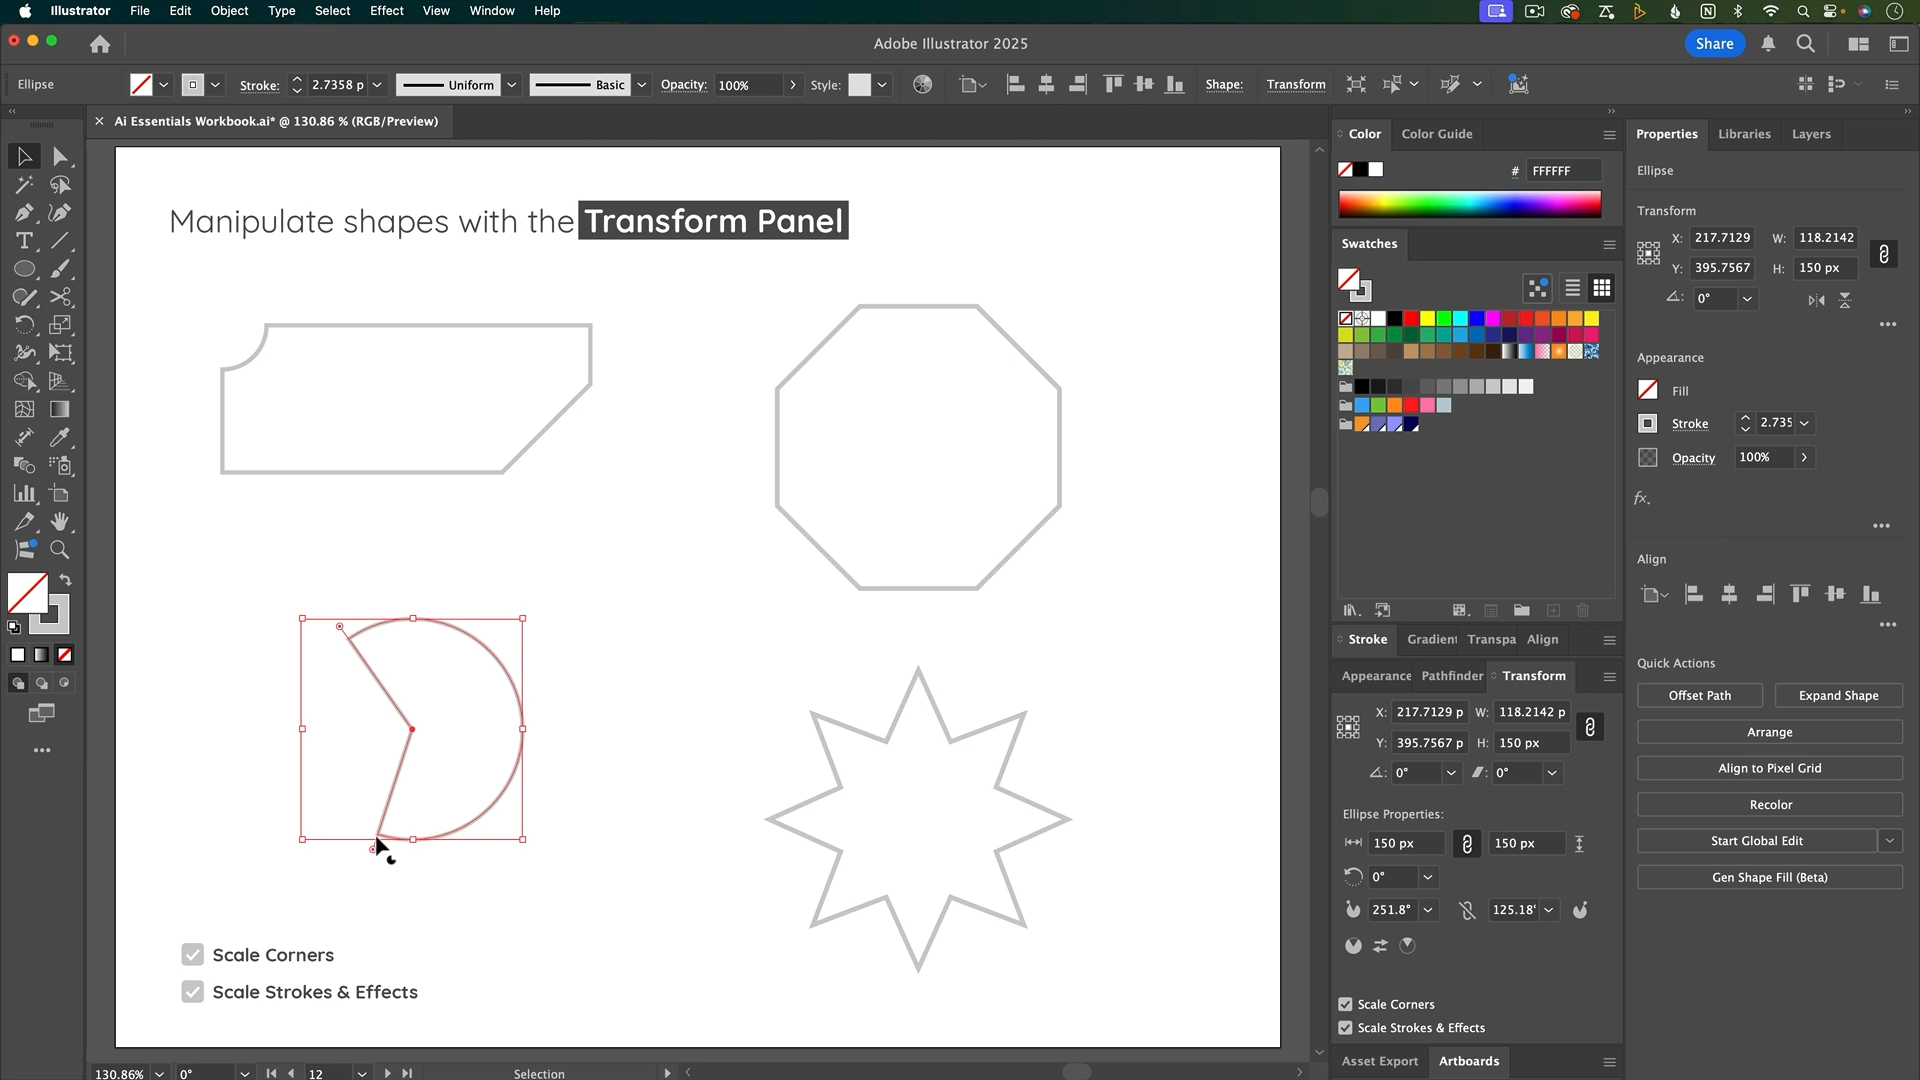 Illustrator File Edit Object Type Select Effect View Window Help
Adobe Illustrator 2025
Share
Ellipse
Stroke: 2.7358 p
Uniform
Basic
Opacity: 100%
Style:
Shape:
Transform
Ai Essentials Workbook.ai* @ 130.86 % (RGB/Preview)
Manipulate shapes with the Transform Panel
Scale Corners
Scale Strokes & Effects
130.86%
0°
12
Selection
Color
Color Guide
# FFFFFF
Swatches
Stroke
Gradien
Transpa
Align
Appearance
Pathfinder
Transform
X: 217.7129 p W: 118.2142 p
Y: 395.7567 p H: 150 px
0° 0°
Ellipse Properties:
150 px 150 px
0°
251.8° 125.18°
Scale Corners
Scale Strokes & Effects
Asset Export
Artboards
Properties
Libraries
Layers
Ellipse
Transform
X: 217.7129 W: 118.2142
Y: 395.7567 H: 150 px
0°
Appearance
Fill
Stroke 2.735
Opacity 100%
fx.
Align
Quick Actions
Offset Path
Expand Shape
Arrange
Align to Pixel Grid
Recolor
Start Global Edit
Gen Shape Fill (Beta)